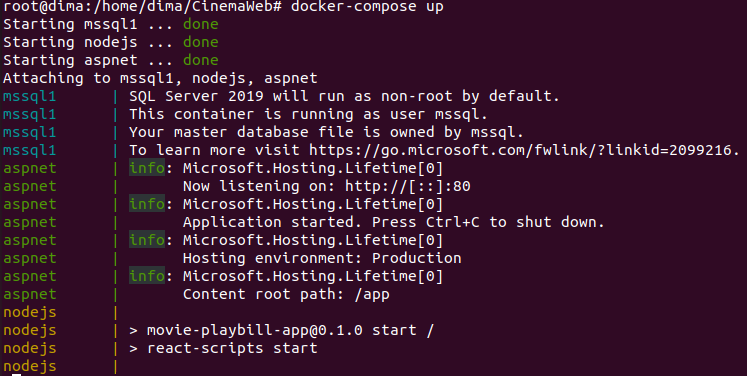 root@dima:/home/dima/CinemaWeb# docker-compose up
Starting mssql1 ... done
Starting nodejs ... done
Starting aspnet ... done
Attaching to mssql1, nodejs, aspnet
mssql1      | SQL Server 2019 will run as non-root by default.
mssql1      | This container is running as user mssql.
mssql1      | Your master database file is owned by mssql.
mssql1      | To learn more visit https://go.microsoft.com/fwlink/?linkid=2099216.
aspnet      | info: Microsoft.Hosting.Lifetime[0]
aspnet      |       Now listening on: http://[::]:80
aspnet      | info: Microsoft.Hosting.Lifetime[0]
aspnet      |       Application started. Press Ctrl+C to shut down.
aspnet      | info: Microsoft.Hosting.Lifetime[0]
aspnet      |       Hosting environment: Production
aspnet      | info: Microsoft.Hosting.Lifetime[0]
aspnet      |       Content root path: /app
nodejs      |
nodejs      | > movie-playbill-app@0.1.0 start /
nodejs      | > react-scripts start
nodejs      |